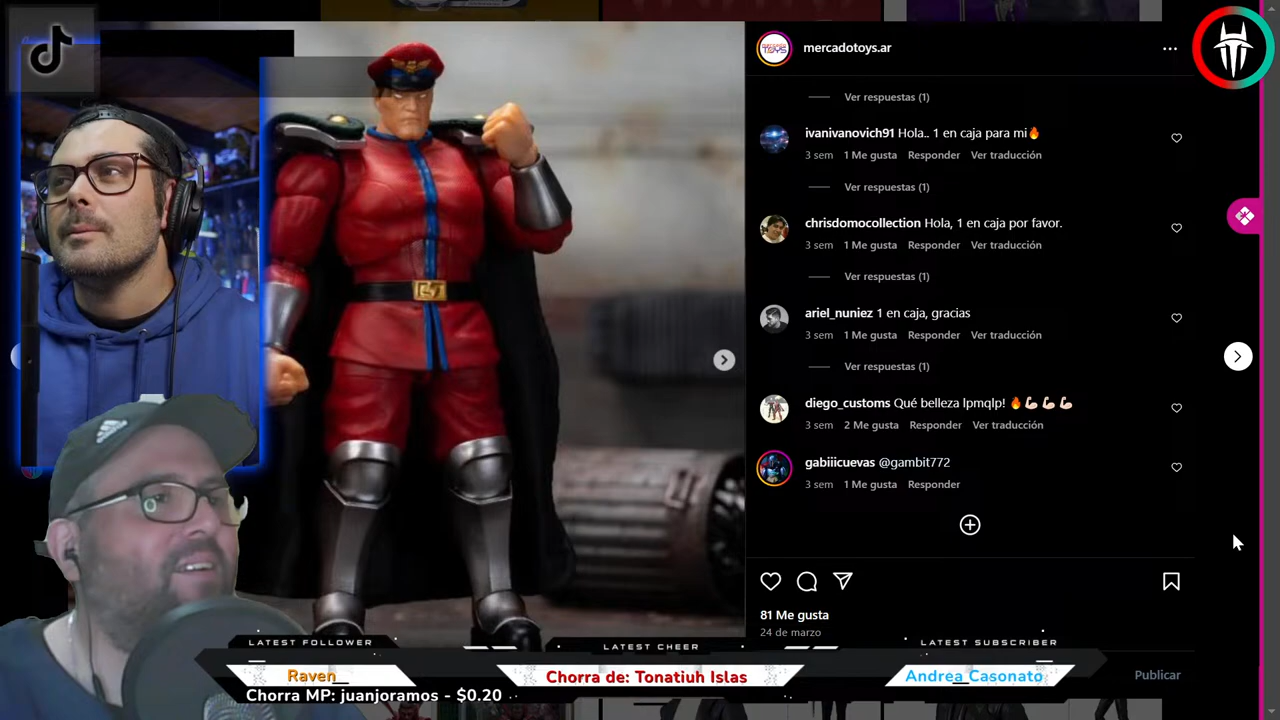 mercadotoys.ar
Ver respuestas (1)
ivanivanovich91 Hola.. 1 en caja para mi🔥
3 sem 1 Me gusta Responder Ver traducción
Ver respuestas (1)
chrisdomocollection Hola, 1 en caja por favor.
3 sem 1 Me gusta Responder Ver traducción
Ver respuestas (1)
ariel_nuniez 1 en caja, gracias
3 sem 1 Me gusta Responder Ver traducción
Ver respuestas (1)
diego_customs Qué belleza lpmqlp! 🔥💪🏻💪🏻💪🏻
3 sem 2 Me gusta Responder Ver traducción
gabiiicuevas @gambit772
3 sem 1 Me gusta Responder
81 Me gusta
24 de marzo
Publicar
LATEST FOLLOWER
Raven
LATEST CHEER
Chorra de: Tonatiuh Islas
LATEST SUBSCRIBER
Andrea Casonato
Chorra MP: juanjoramos - $0.20